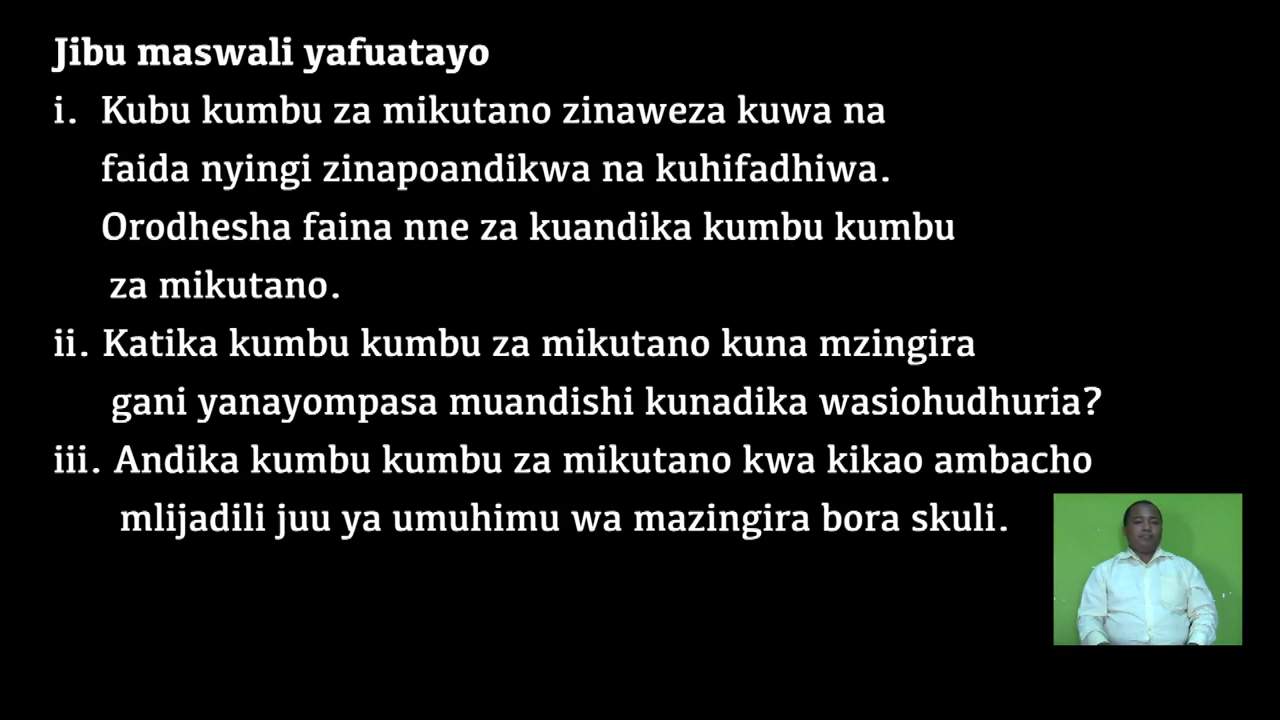 Jibu maswali yafuatayo
i. Kubu kumbu za mikutano zinaweza kuwa na
faida nyingi zinapoandikwa na kuhifadhiwa.
Orodhesha faina nne za kuandika kumbu kumbu
za mikutano.
ii. Katika kumbu kumbu za mikutano kuna mzingira
gani yanayompasa muandishi kunadika wasiohudhuria?
iii. Andika kumbu kumbu za mikutano kwa kikao ambacho
mlijadili juu ya umuhimu wa mazingira bora skuli.